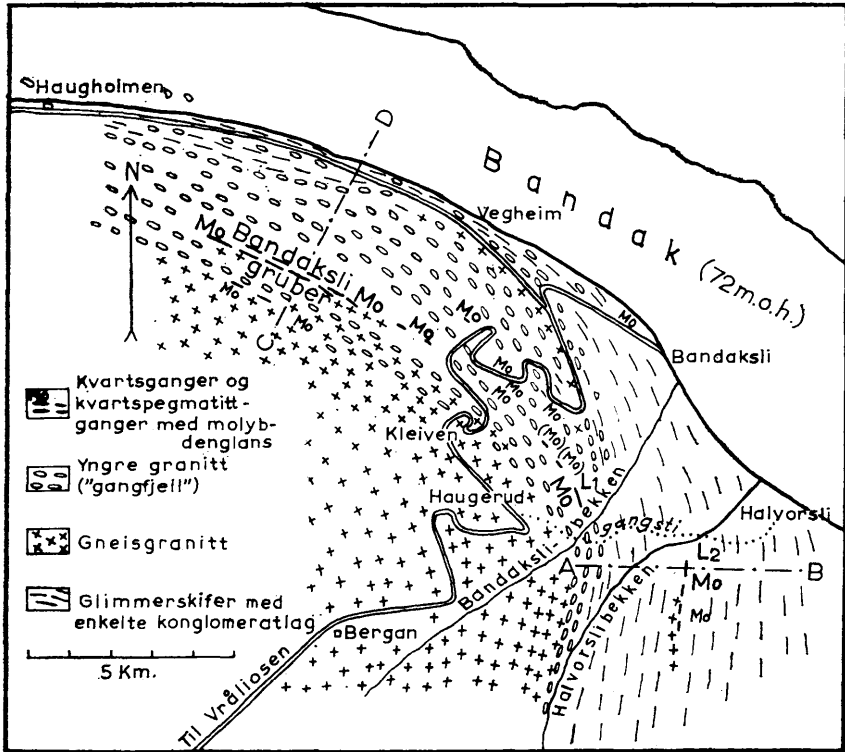 Haugholmen
D
Bandak
(72 m.o.h.)
N
Vegheim
Mo Bandaksli Mo
gruber
Mo
Mo
Mo
Mo
C
Mo
Bandaksli
Mo
Mo
Mo
Mo
Mo
(Mo)
(Mo)
Mo
L1
Kleiven
Haugerud
Bandaksli-bekken
gangsti
Halvorsli
L2
A
B
Mo
Mo
Halvorslibekken
Bergan
Til Vråliosen
Kvartsganger og
kvartspegmatitt-
ganger med molyb-
denglans
Yngre granitt
("gangfjell")
Gneisgranitt
Glimmerskifer med
enkelte konglomeratlag
5 Km.